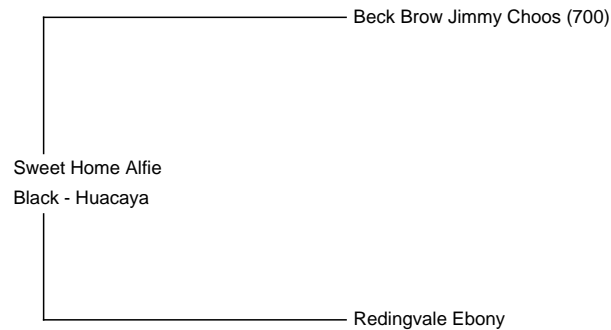 Beck Brow Jimmy Choos (700)
Sweet Home Alfie
Black - Huacaya
Redingvale Ebony